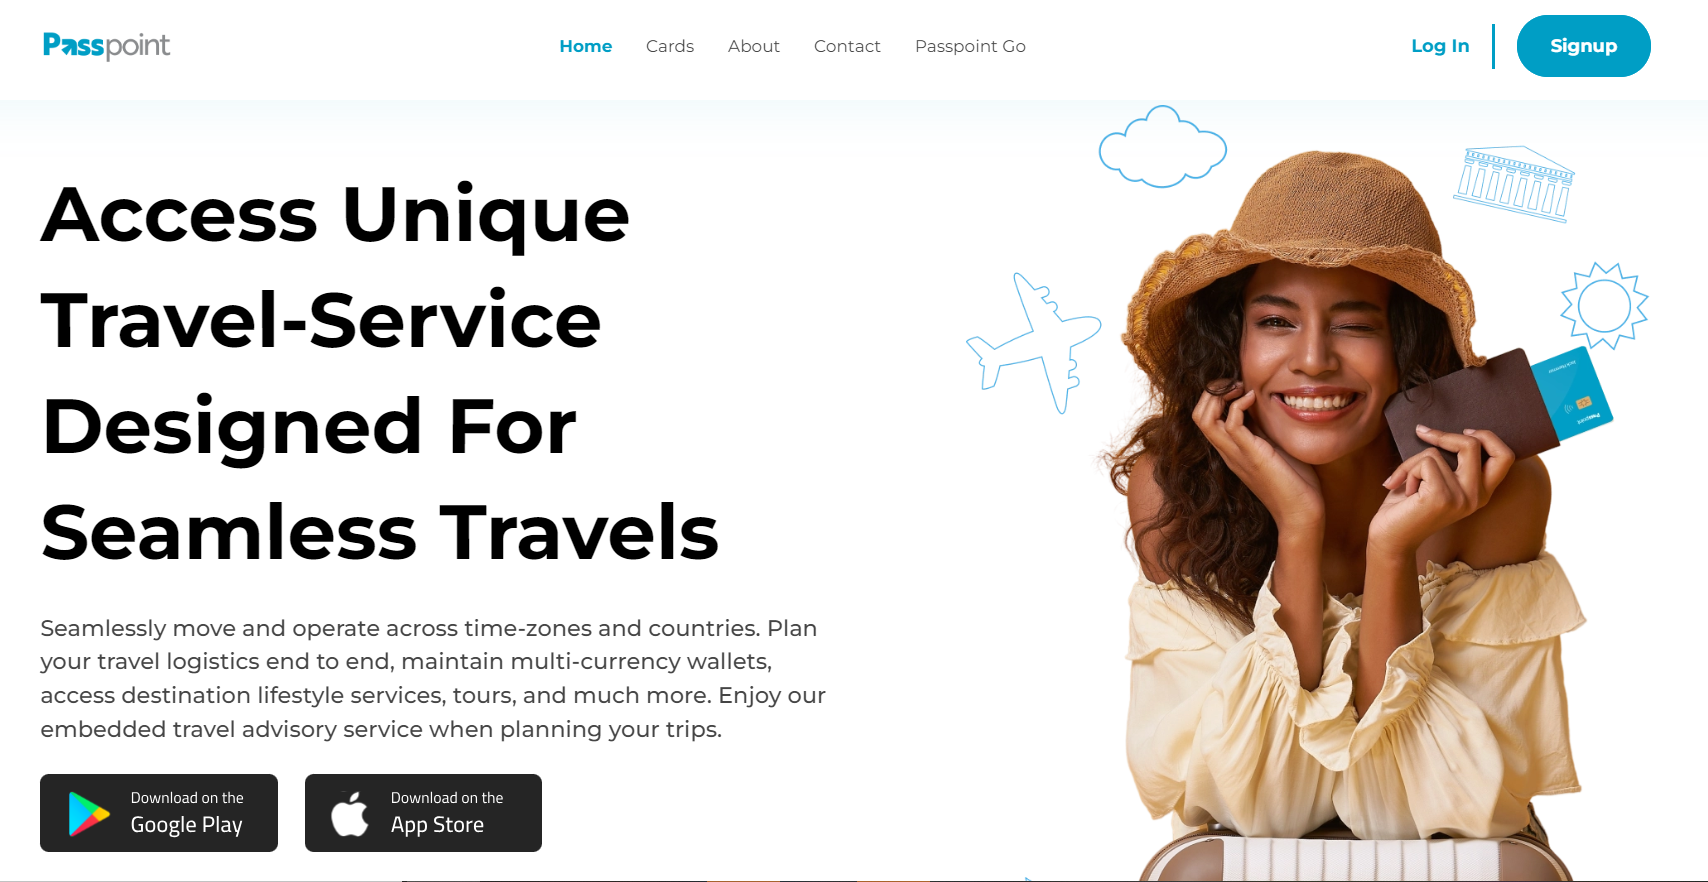 Passpoint
Home
Cards
About
Contact
Passpoint Go
Log In
Signup
Access Unique
Travel-Service
Designed For
Seamless Travels
Seamlessly move and operate across time-zones and countries. Plan
your travel logistics end to end, maintain multi-currency wallets,
access destination lifestyle services, tours, and much more. Enjoy our
embedded travel advisory service when planning your trips.
Download on the
Google Play
Download on the
App Store
Passpoint